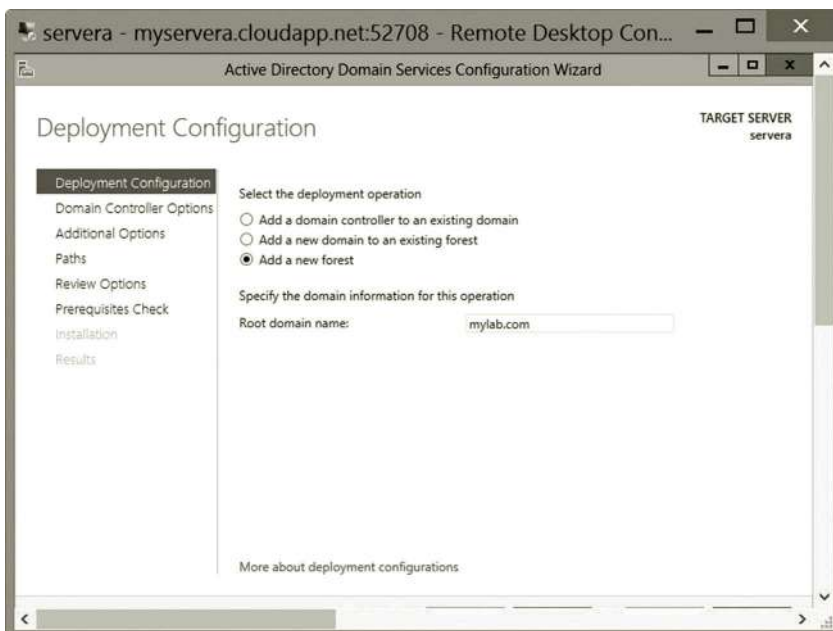 servera - myservera.cloudapp.net:52708 - Remote Desktop Con...
Active Directory Domain Services Configuration Wizard
Deployment Configuration
TARGET SERVER
servera
Deployment Configuration
Domain Controller Options
Additional Options
Paths
Review Options
Prerequisites Check
Installation
Results
Select the deployment operation
Add a domain controller to an existing domain
Add a new domain to an existing forest
Add a new forest
Specify the domain information for this operation
Root domain name:
mylab.com
More about deployment configurations